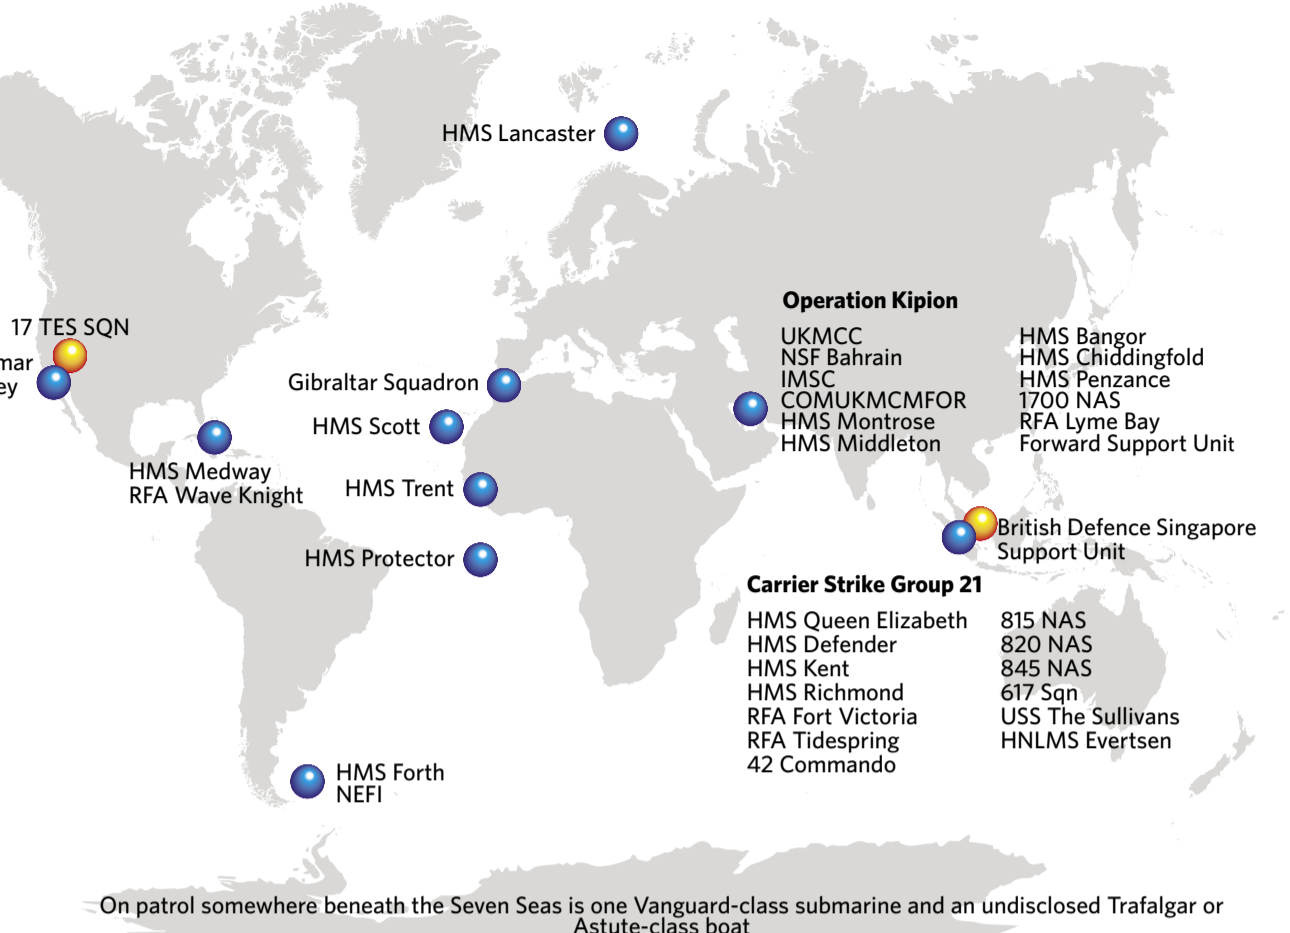 HMS Lancaster
17 TES SQN
mar
ey
Gibraltar Squadron
HMS Scott
HMS Medway
RFA Wave Knight
HMS Trent
HMS Protector
HMS Forth
NEFI
Operation Kipion
UKMCC
NSF Bahrain
IMSC
COMUKMCMFOR
HMS Montrose
HMS Middleton
HMS Bangor
HMS Chiddingfold
HMS Penzance
1700 NAS
RFA Lyme Bay
Forward Support Unit
British Defence Singapore
Support Unit
Carrier Strike Group 21
HMS Queen Elizabeth
HMS Defender
HMS Kent
HMS Richmond
RFA Fort Victoria
RFA Tidespring
42 Commando
815 NAS
820 NAS
845 NAS
617 Sqn
USS The Sullivans
HNLMS Evertsen
On patrol somewhere beneath the Seven Seas is one Vanguard-class submarine and an undisclosed Trafalgar or
Astute-class boat